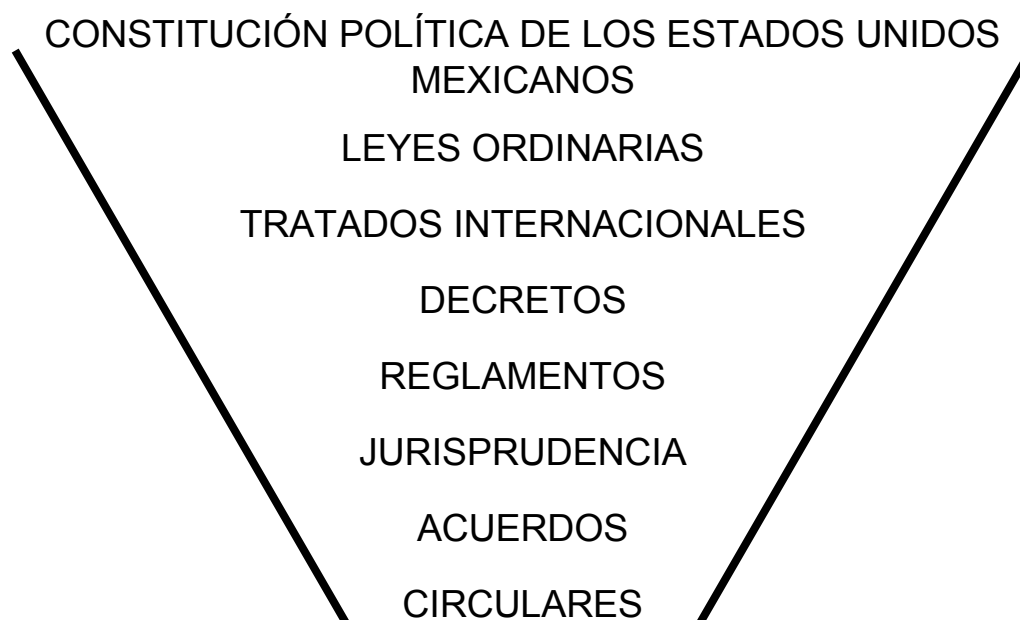 CONSTITUCIÓN POLÍTICA DE LOS ESTADOS UNIDOS
MEXICANOS
LEYES ORDINARIAS
TRATADOS INTERNACIONALES
DECRETOS
REGLAMENTOS
JURISPRUDENCIA
ACUERDOS
CIRCULARES